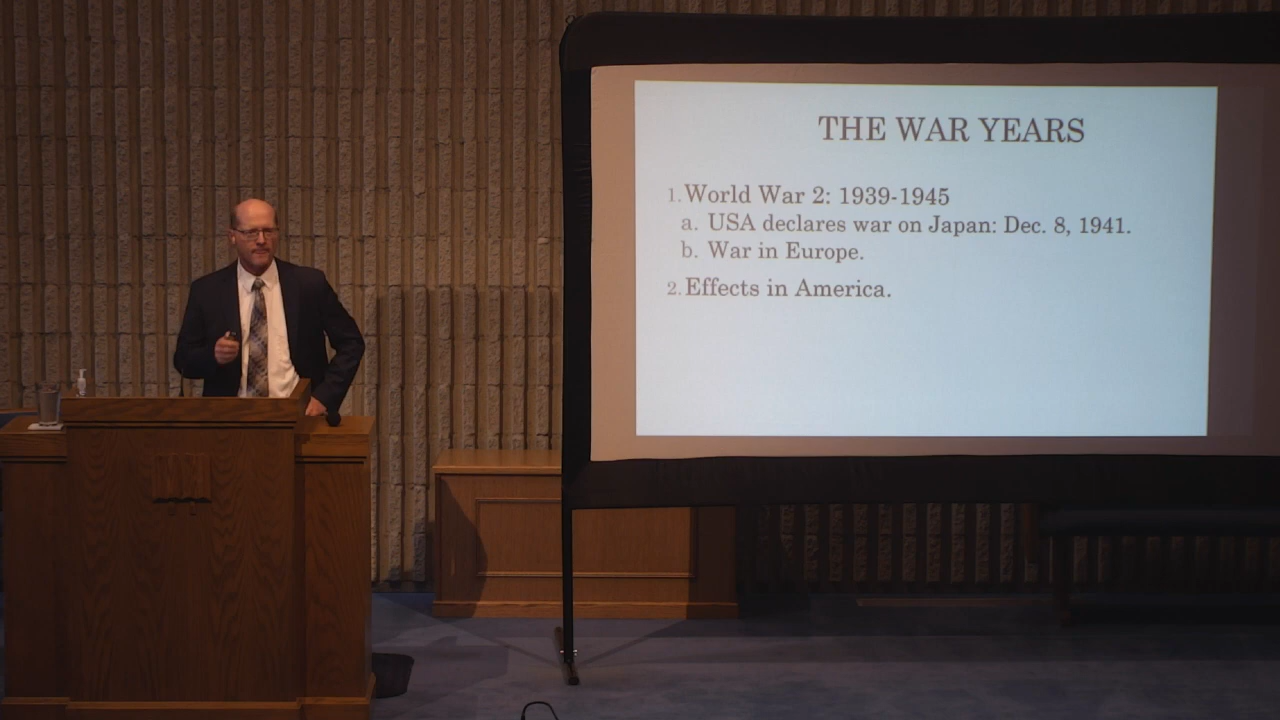 THE WAR YEARS
1. World War 2: 1939-1945
a. USA declares war on Japan: Dec. 8, 1941.
b. War in Europe.
2. Effects in America.